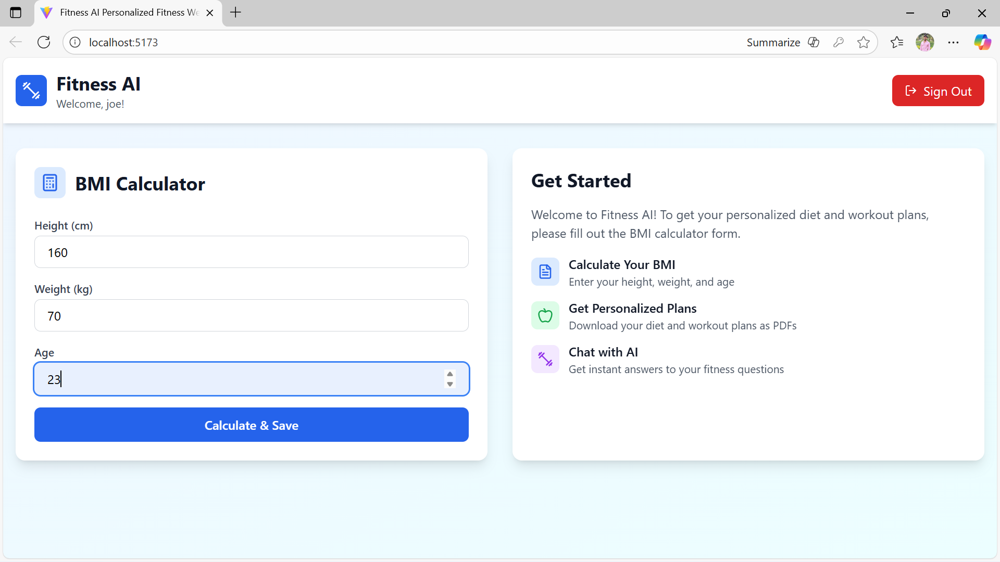 Fitness AI Personalized Fitness We
localhost:5173
Summarize
Fitness AI
Welcome, joe!
Sign Out
BMI Calculator
Height (cm)
160
Weight (kg)
70
Age
23
Calculate & Save
Get Started
Welcome to Fitness AI! To get your personalized diet and workout plans,
please fill out the BMI calculator form.
Calculate Your BMI
Enter your height, weight, and age
Get Personalized Plans
Download your diet and workout plans as PDFs
Chat with AI
Get instant answers to your fitness questions